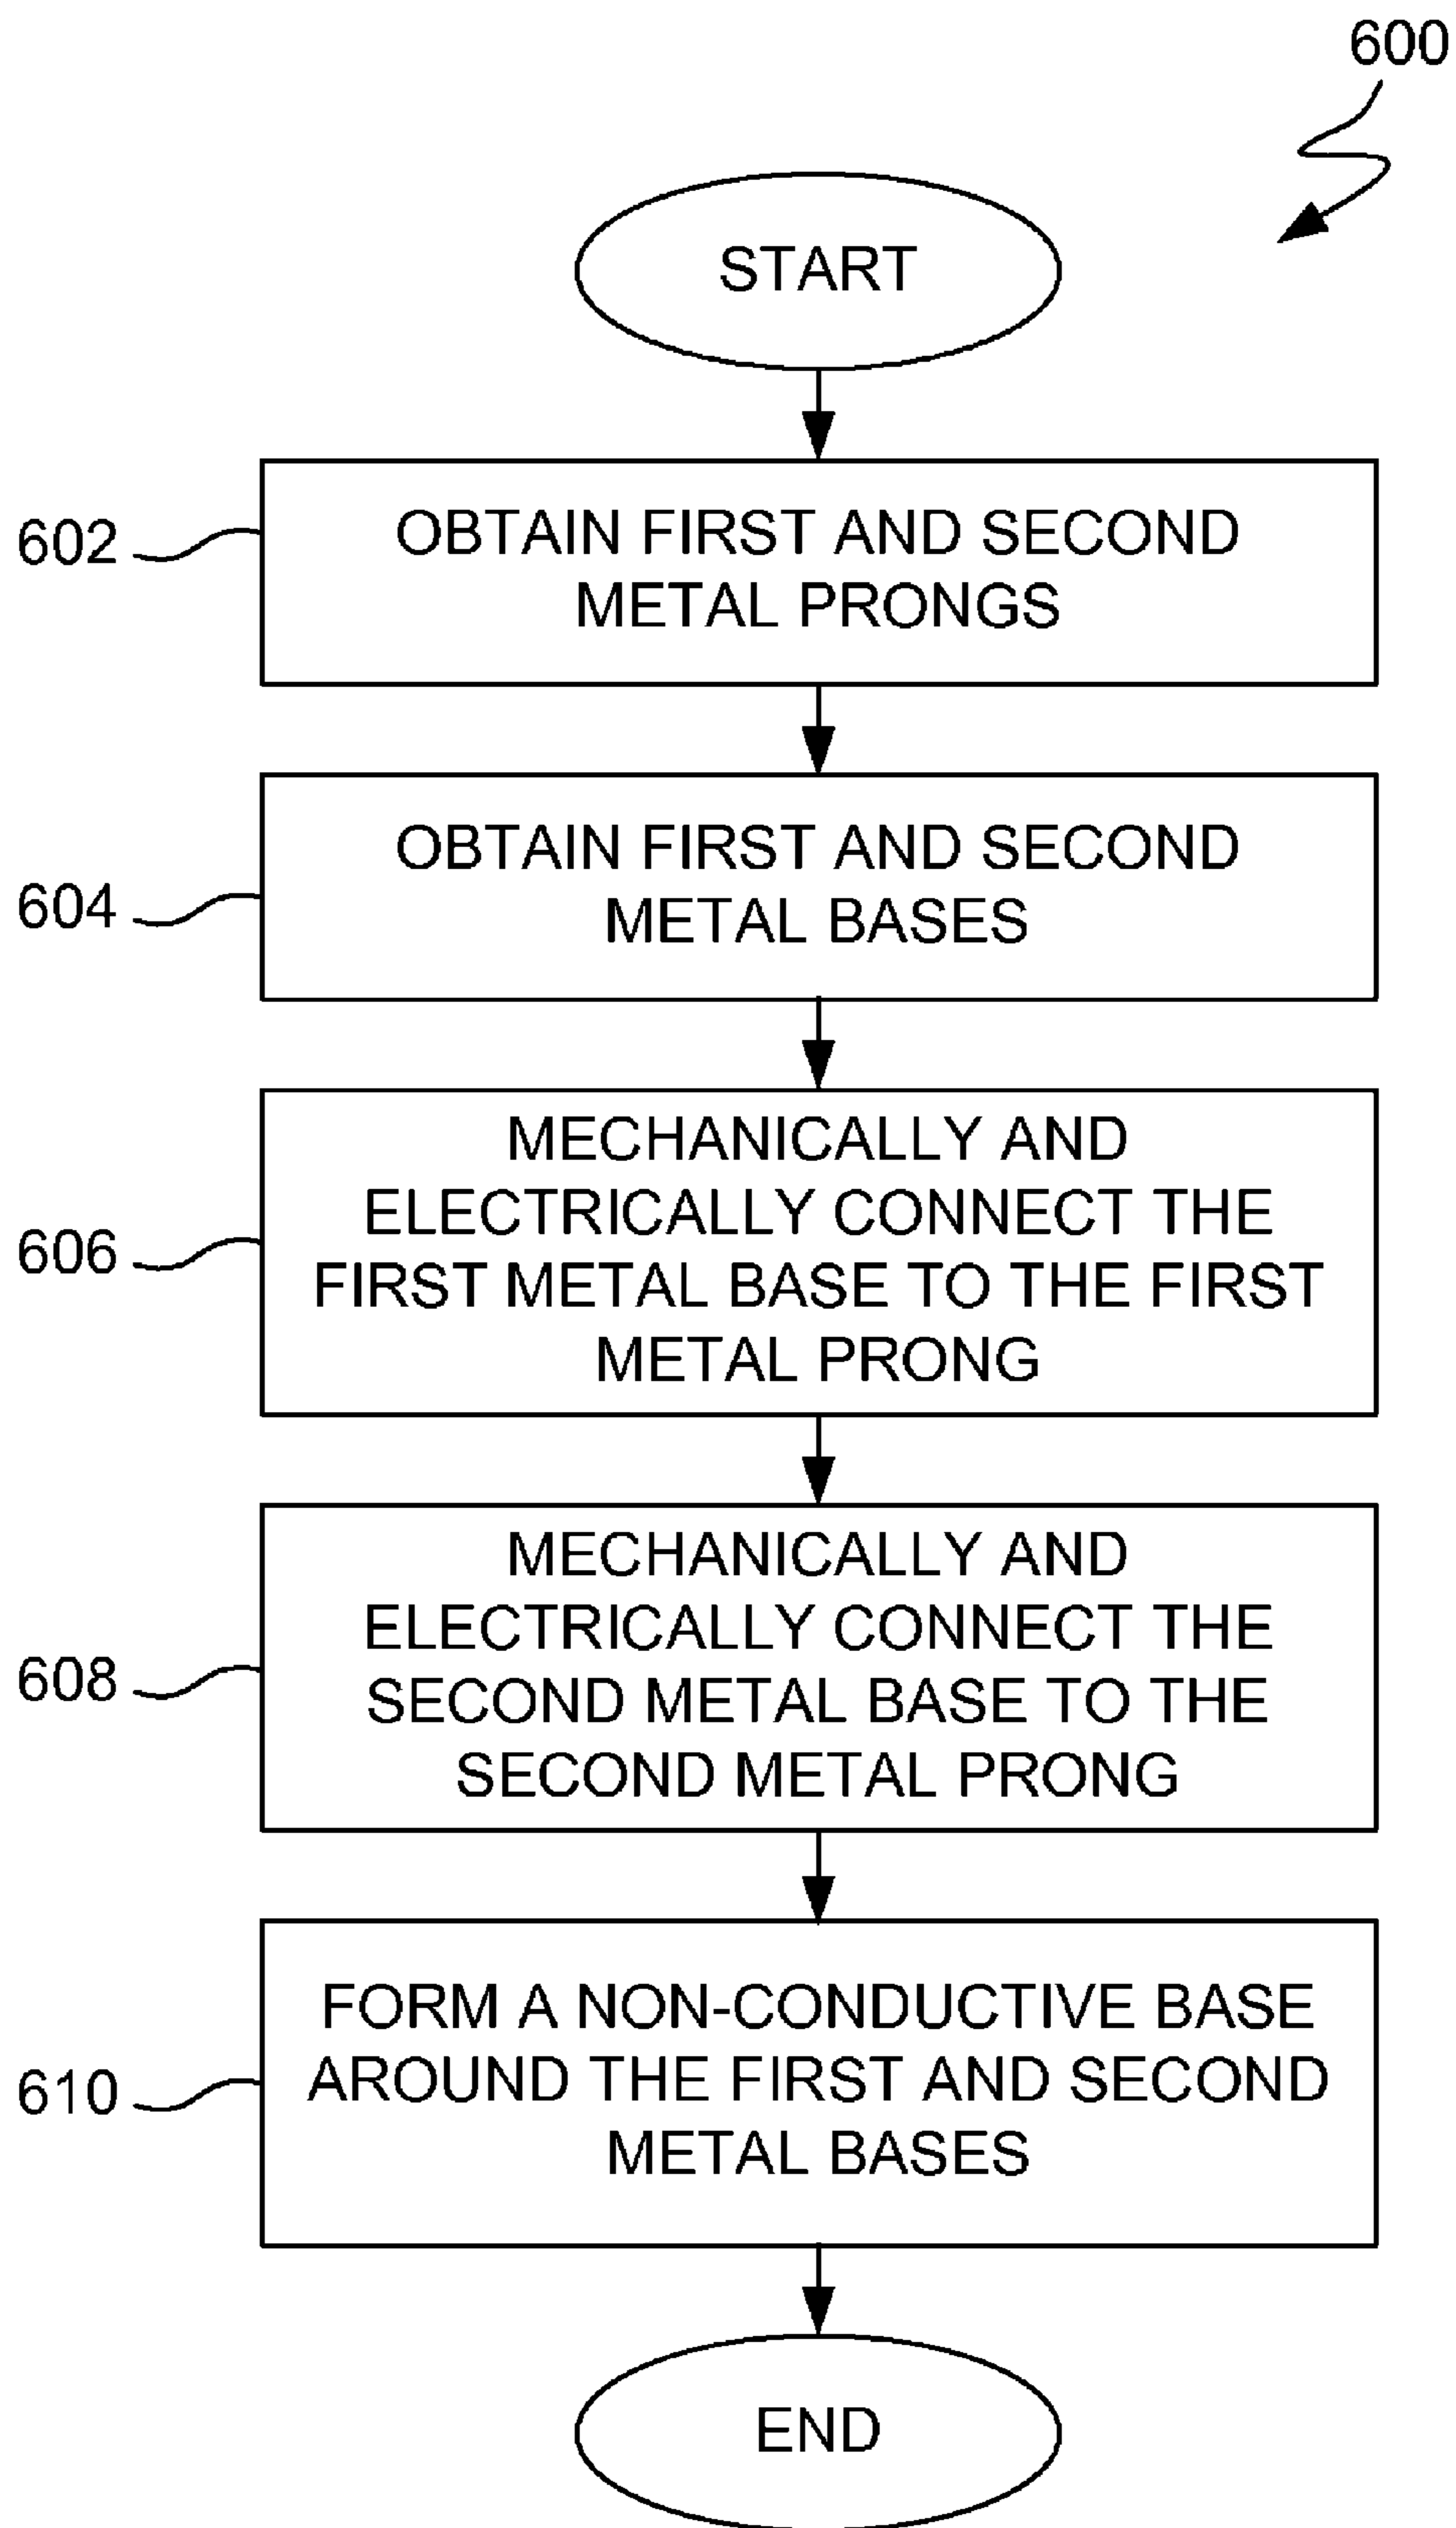 600
START
602
OBTAIN FIRST AND SECOND
METAL PRONGS
604
OBTAIN FIRST AND SECOND
METAL BASES
606
MECHANICALLY AND
ELECTRICALLY CONNECT THE
FIRST METAL BASE TO THE FIRST
METAL PRONG
608
MECHANICALLY AND
ELECTRICALLY CONNECT THE
SECOND METAL BASE TO THE
SECOND METAL PRONG
610
FORM A NON-CONDUCTIVE BASE
AROUND THE FIRST AND SECOND
METAL BASES
END